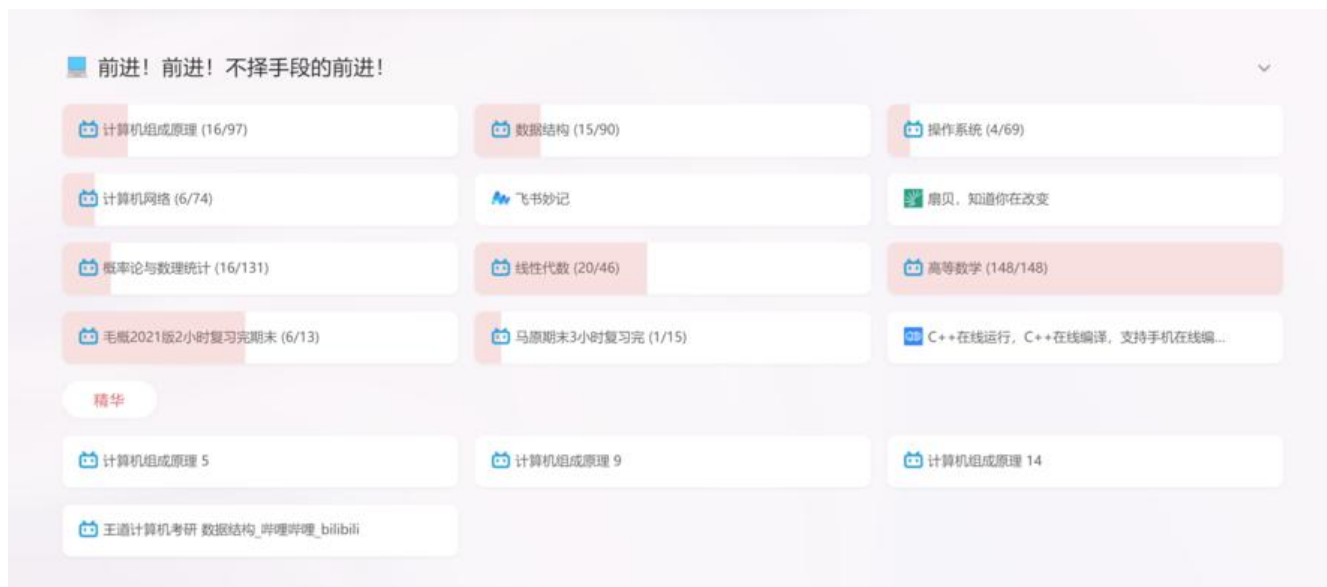 前进！前进！不择手段的前进！
计算机组成原理 (16/97)
数据结构 (15/90)
操作系统 (4/69)
计算机网络 (6/74)
飞书妙记
扇贝，知道你在改变
概率论与数理统计 (16/131)
线性代数 (20/46)
高等数学 (148/148)
毛概2021版2小时复习完期末 (6/13)
马原期末3小时复习完 (1/15)
C++在线运行，C++在线编译，支持手机在线编...
精华
计算机组成原理 5
计算机组成原理 9
计算机组成原理 14
王道计算机考研 数据结构_哔哩哔哩_bilibili